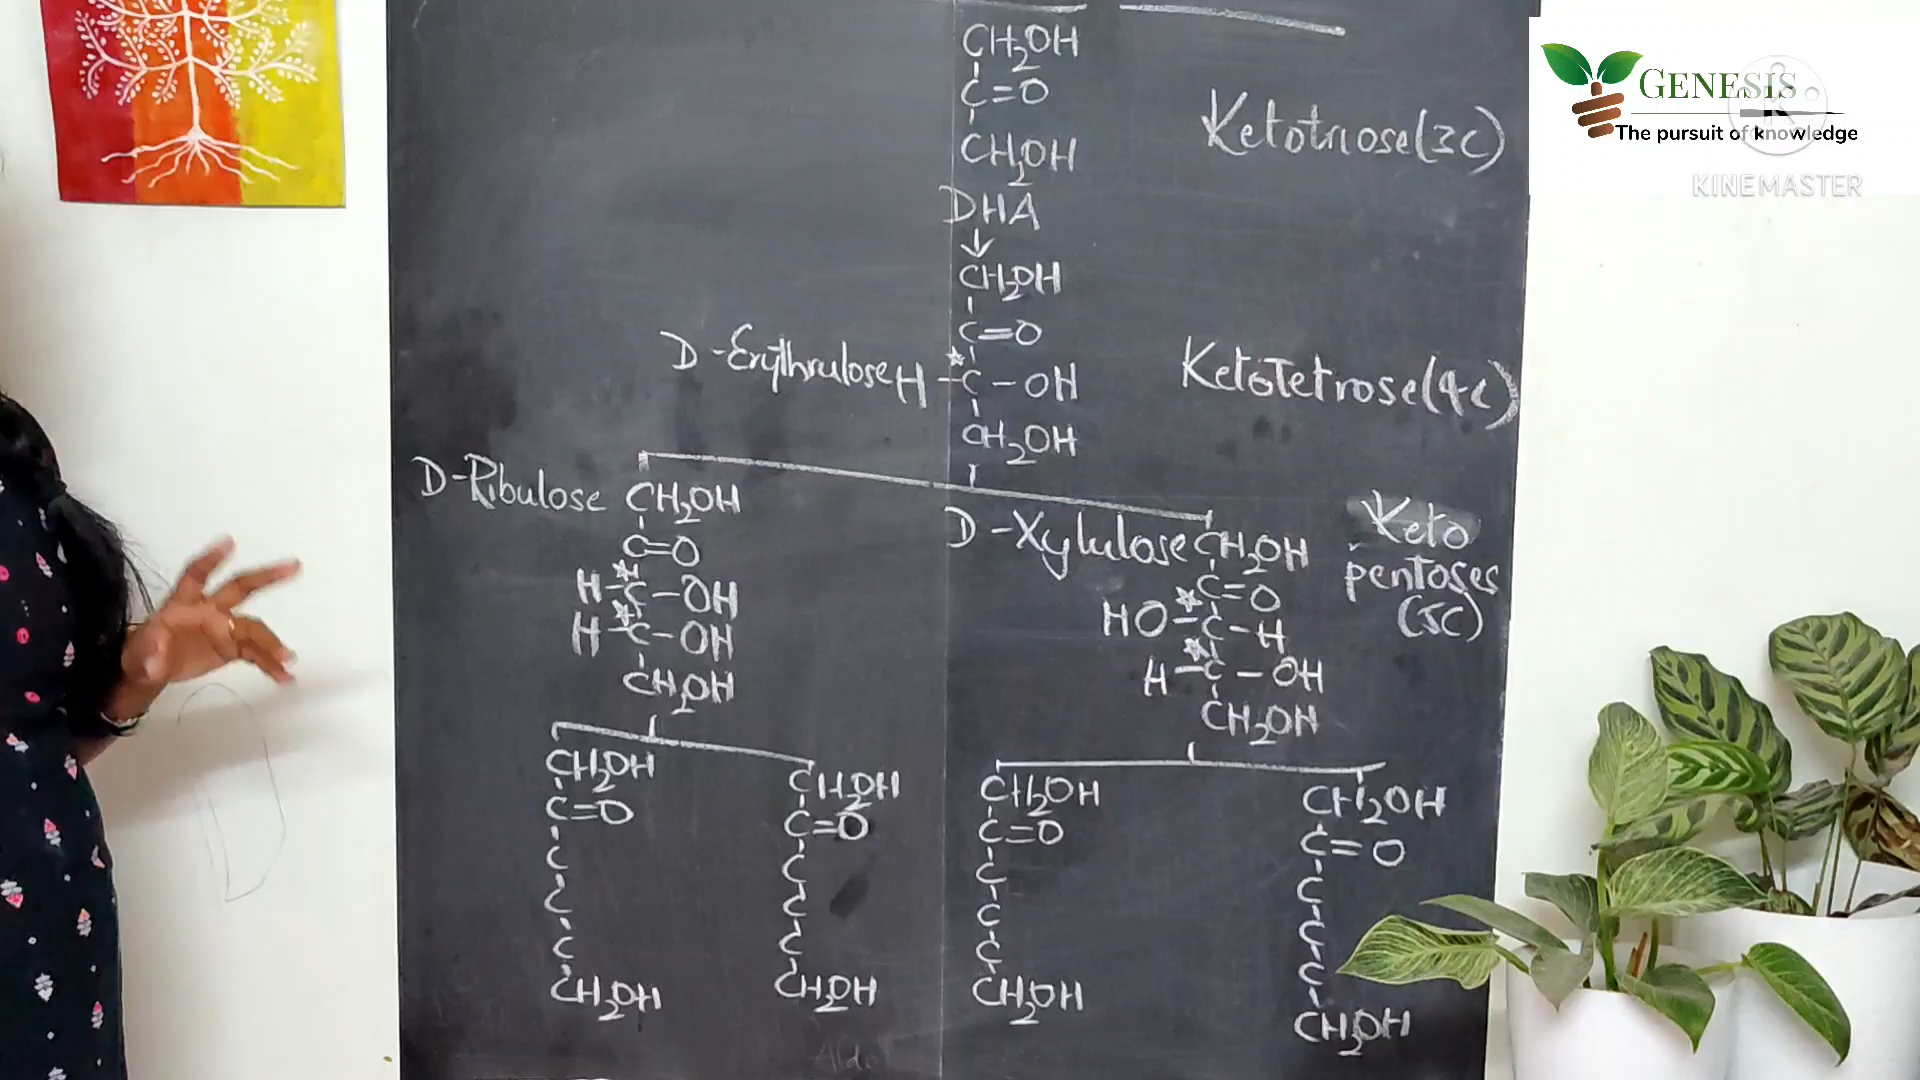 CH2OH
C=O
CH2OH
DHA
Ketotriose(3C)
CH2OH
C=O
D-Erythrulose H-C-OH
CH2OH
KetoTetrose(4C)
D-Ribulose CH2OH
C=O
H-C-OH
H-C-OH
CH2OH
D-Xylulose CH2OH
C=O
HO-C-H
H-C-OH
CH2OH
Keto
pentoses
(5C)
CH2OH
C=O
C
C
C
CH2OH
CH2OH
C=O
C
C
C
CH2OH
CH2OH
C=O
C
C
C
CH2OH
CH2OH
C=O
C
C
C
CH2OH
GENESIS
The pursuit of knowledge
KINEMASTER